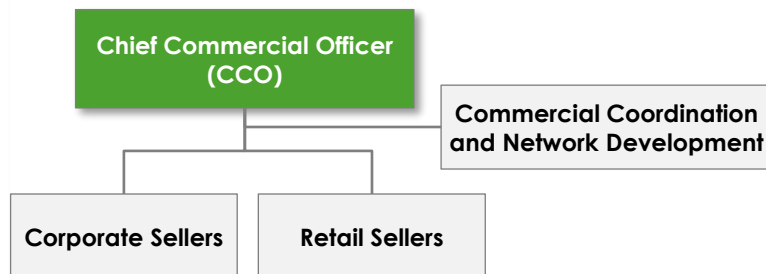 Chief Commercial Officer
(CCO)
Commercial Coordination
and Network Development
Corporate Sellers
Retail Sellers